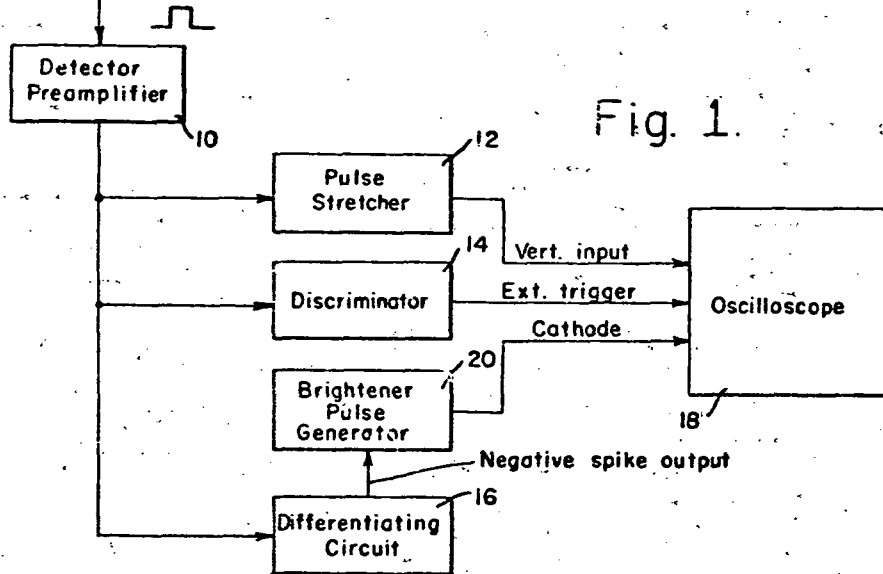 Detector
Preamplifier
10
Fig. 1.
12
Pulse
Stretcher
Vert. input
14
Discriminator
Ext. trigger
Oscilloscope
Cathode
20
Brightener
Pulse
Generator
18
Negative spike output
16
Differentiating
Circuit